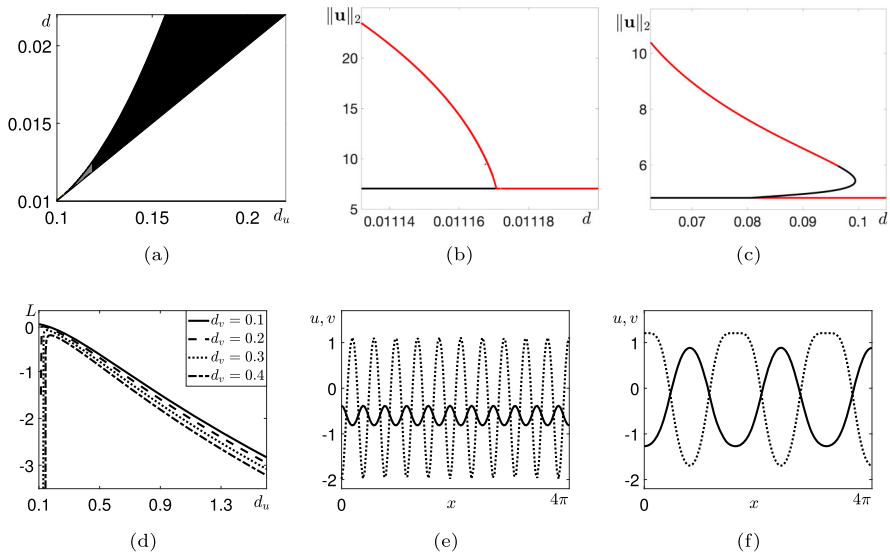 d
0.02
0.015
0.01
0.1
0.15
0.2
d_u
(a)
‖u‖₂
20
15
10
5
0.01114
0.01116
0.01118
d
(b)
‖u‖₂
10
8
6
0.07
0.08
0.09
0.1
d
(c)
L
0
-1
-2
-3
0.1
0.5
0.9
1.3
d_u
d_v = 0.1
d_v = 0.2
d_v = 0.3
d_v = 0.4
(d)
u, v
1
0
-1
-2
0
x
4π
(e)
u, v
1
0
-1
-2
0
x
4π
(f)